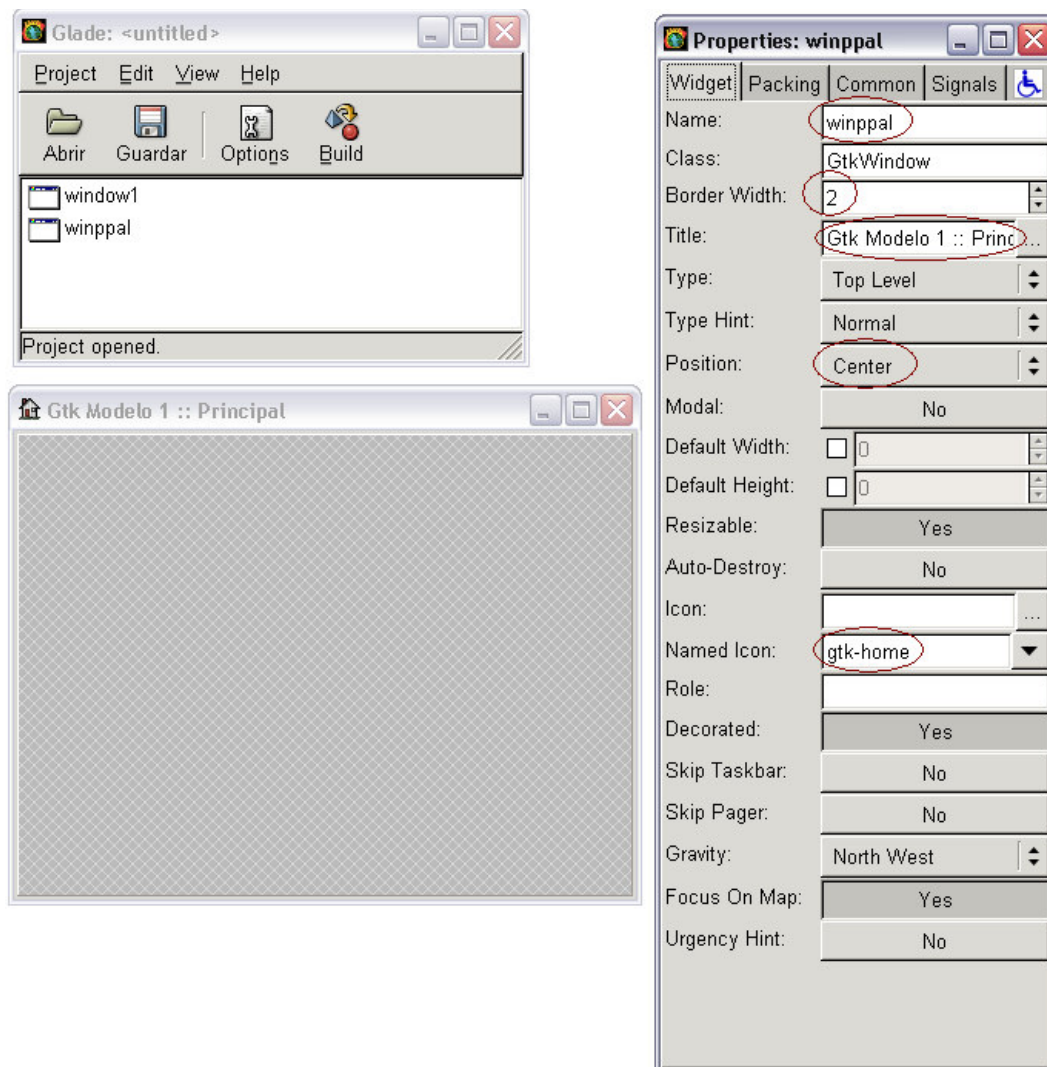 Glade: <untitled>
Project Edit View Help
Abrir Guardar Options Build
window1
winppal
Project opened.
Gtk Modelo 1 :: Principal
Properties: winppal
Widget Packing Common Signals
Name: winppal
Class: GtkWindow
Border Width: 2
Title: Gtk Modelo 1 :: Princ ...
Type: Top Level
Type Hint: Normal
Position: Center
Modal: No
Default Width: 0
Default Height: 0
Resizable: Yes
Auto-Destroy: No
Icon: ...
Named Icon: gtk-home
Role:
Decorated: Yes
Skip Taskbar: No
Skip Pager: No
Gravity: North West
Focus On Map: Yes
Urgency Hint: No